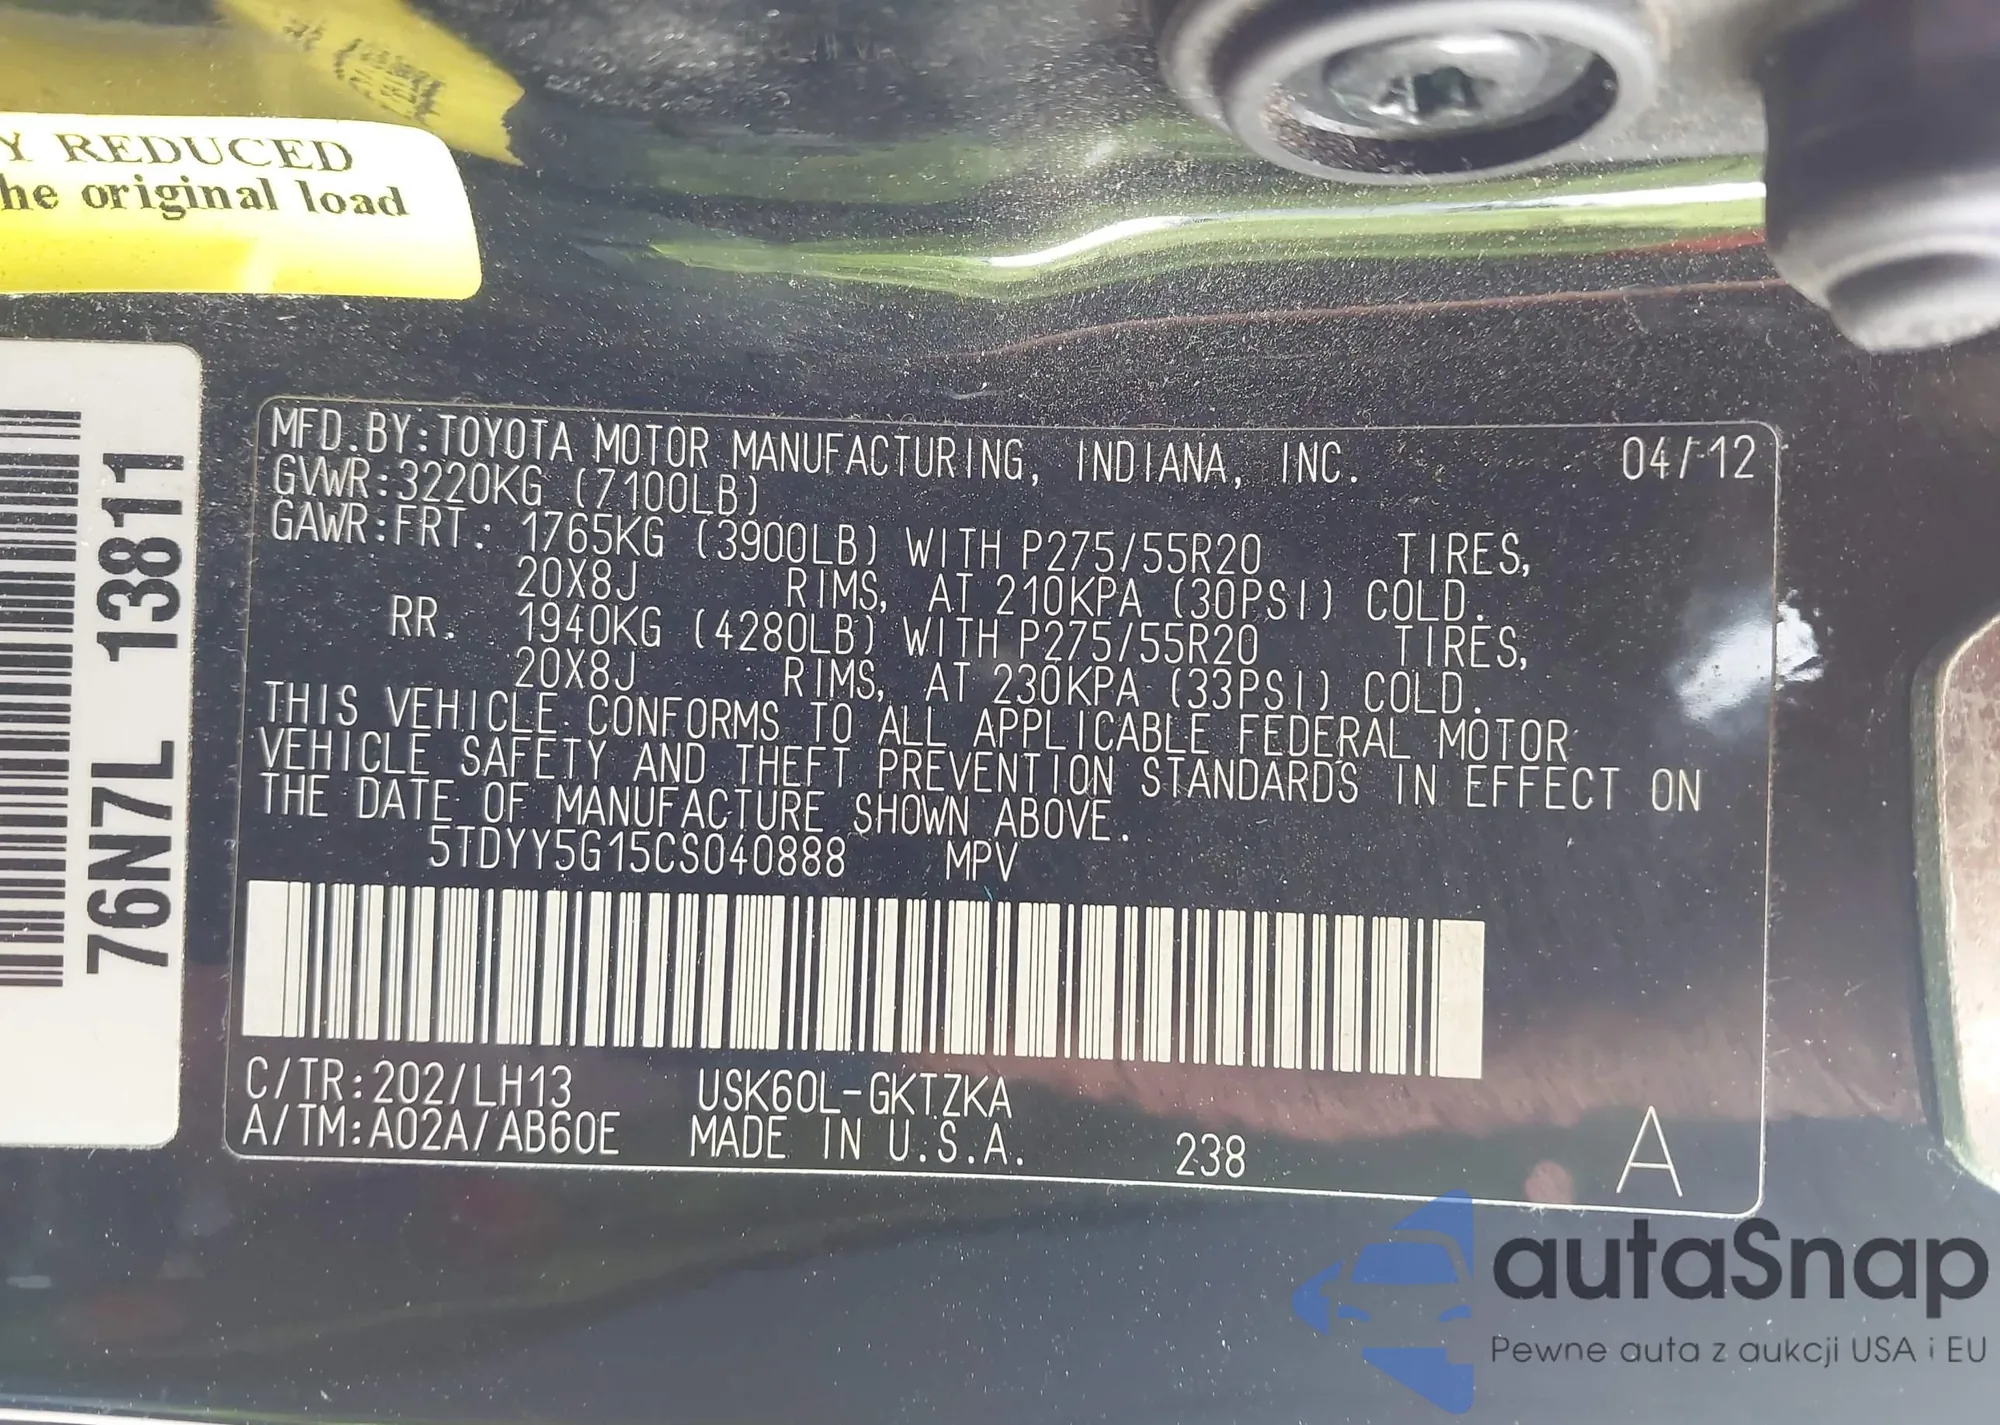 Y REDUCED
he original load
76N7L 13811
MFD.BY:TOYOTA MOTOR MANUFACTURING, INDIANA, INC. 04/12
GVWR:3220KG (7100LB)
GAWR:FRT: 1765KG (3900LB) WITH P275/55R20 TIRES,
20X8J RIMS, AT 210KPA (30PSI) COLD.
RR. 1940KG (4280LB) WITH P275/55R20 TIRES,
20X8J RIMS, AT 230KPA (33PSI) COLD.
THIS VEHICLE CONFORMS TO ALL APPLICABLE FEDERAL MOTOR
VEHICLE SAFETY AND THEFT PREVENTION STANDARDS IN EFFECT ON
THE DATE OF MANUFACTURE SHOWN ABOVE.
5TDYY5G15CS040888 MPV
C/TR:202/LH13 USK60L-GKTZKA
A/TM:A02A/AB60E MADE IN U.S.A. 238 A
autaSnap
Pewne auta z aukcji USA i EU